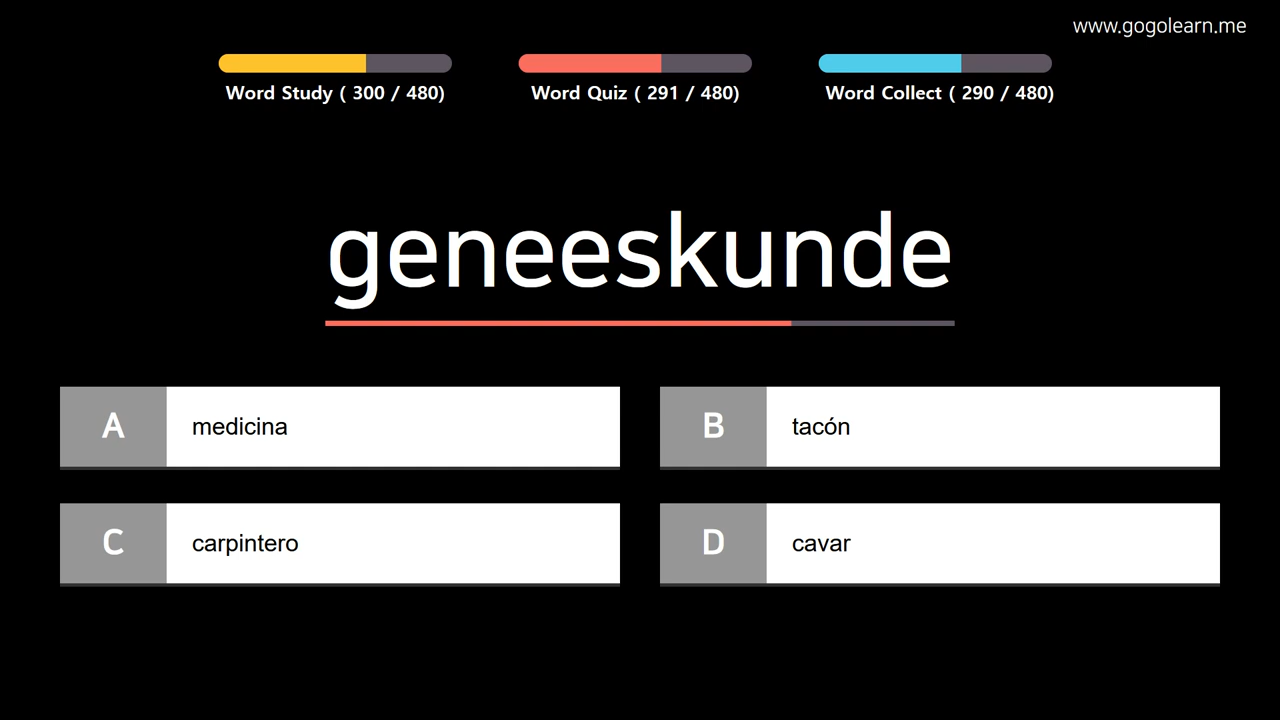 www.gogolearn.me
Word Study ( 300 / 480)
Word Quiz ( 291 / 480)
Word Collect ( 290 / 480)
geneeskunde
A medicina
B tacón
C carpintero
D cavar